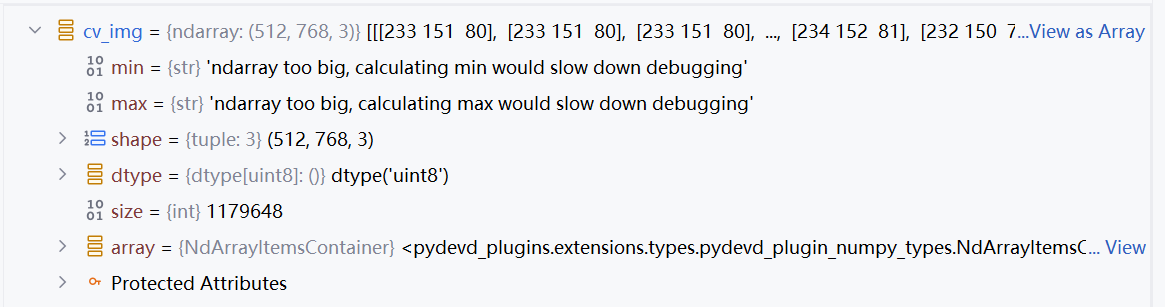 cv_img = {ndarray: (512, 768, 3)} [[[233 151  80],  [233 151  80],  [233 151  80],  ...,  [234 152  81],  [232 150  7...View as Array
min = {str} 'ndarray too big, calculating min would slow down debugging'
max = {str} 'ndarray too big, calculating max would slow down debugging'
shape = {tuple: 3} (512, 768, 3)
dtype = {dtype[uint8]: ()} dtype('uint8')
size = {int} 1179648
array = {NdArrayItemsContainer} <pydevd_plugins.extensions.types.pydevd_plugin_numpy_types.NdArrayItemsC... View
Protected Attributes